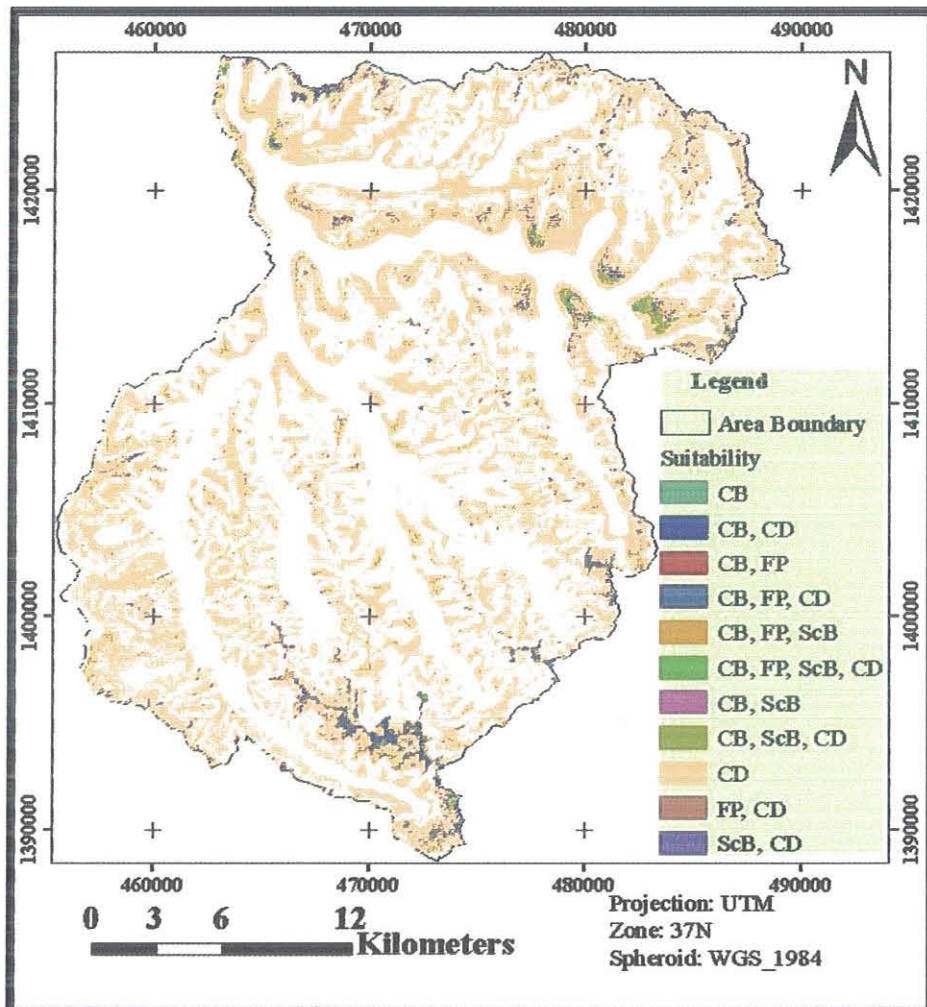 460000 470000 480000 490000
N
1420000 1420000
1410000 1410000
1400000 1400000
1390000 1390000
Legend
Area Boundary
Suitability
CB
CB, CD
CB, FP
CB, FP, CD
CB, FP, ScB
CB, FP, ScB, CD
CB, ScB
CB, ScB, CD
CD
FP, CD
ScB, CD
460000 470000 480000 490000
0 3 6 12
Kilometers
Projection: UTM
Zone: 37N
Spheroid: WGS_1984